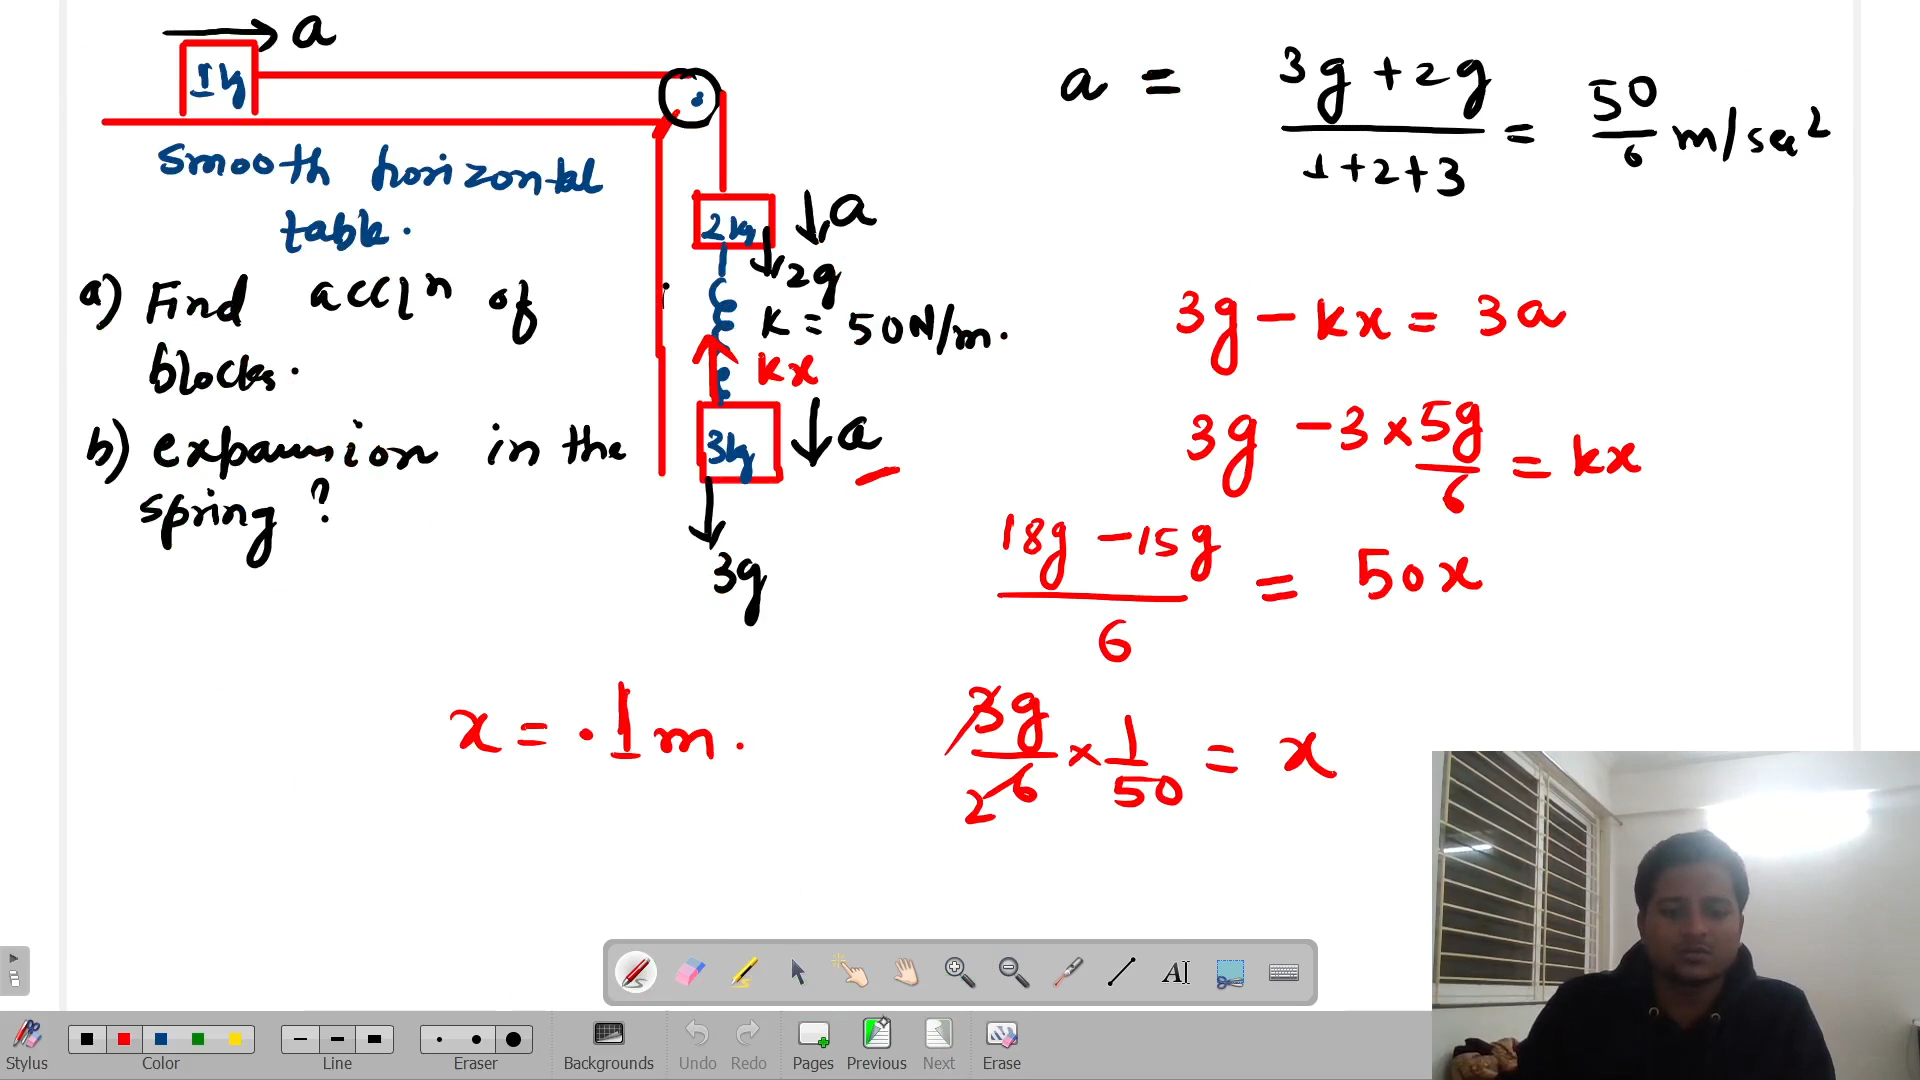 a
1kg
smooth horizontal
table.
a) Find accl^n of
blocks.
b) expansion in the
spring ?
2kg
a
2g
K = 50N/m.
kx
3kg
a
3g
a = 3g + 2g / 1+2+3 = 50/6 m/sec²
3g - kx = 3a
3g - 3 × 5g/6 = kx
18g - 15g / 6 = 50x
3g/6 × 1/50 = x
2
x = .1m.
Stylus
Color
Line
Eraser
Backgrounds
Undo
Redo
Pages
Previous
Next
Erase